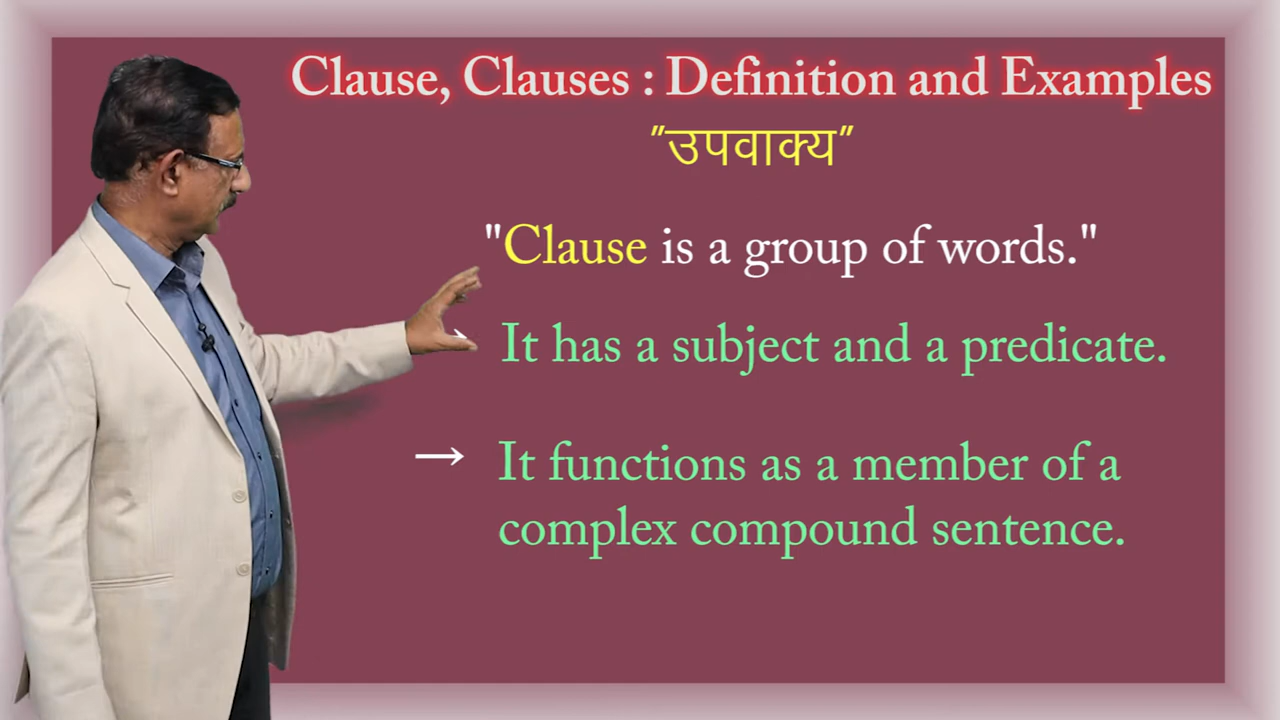 Clause, Clauses : Definition and Examples
"उपवाक्य"
"Clause is a group of words."
→ It has a subject and a predicate.
→ It functions as a member of a
complex compound sentence.